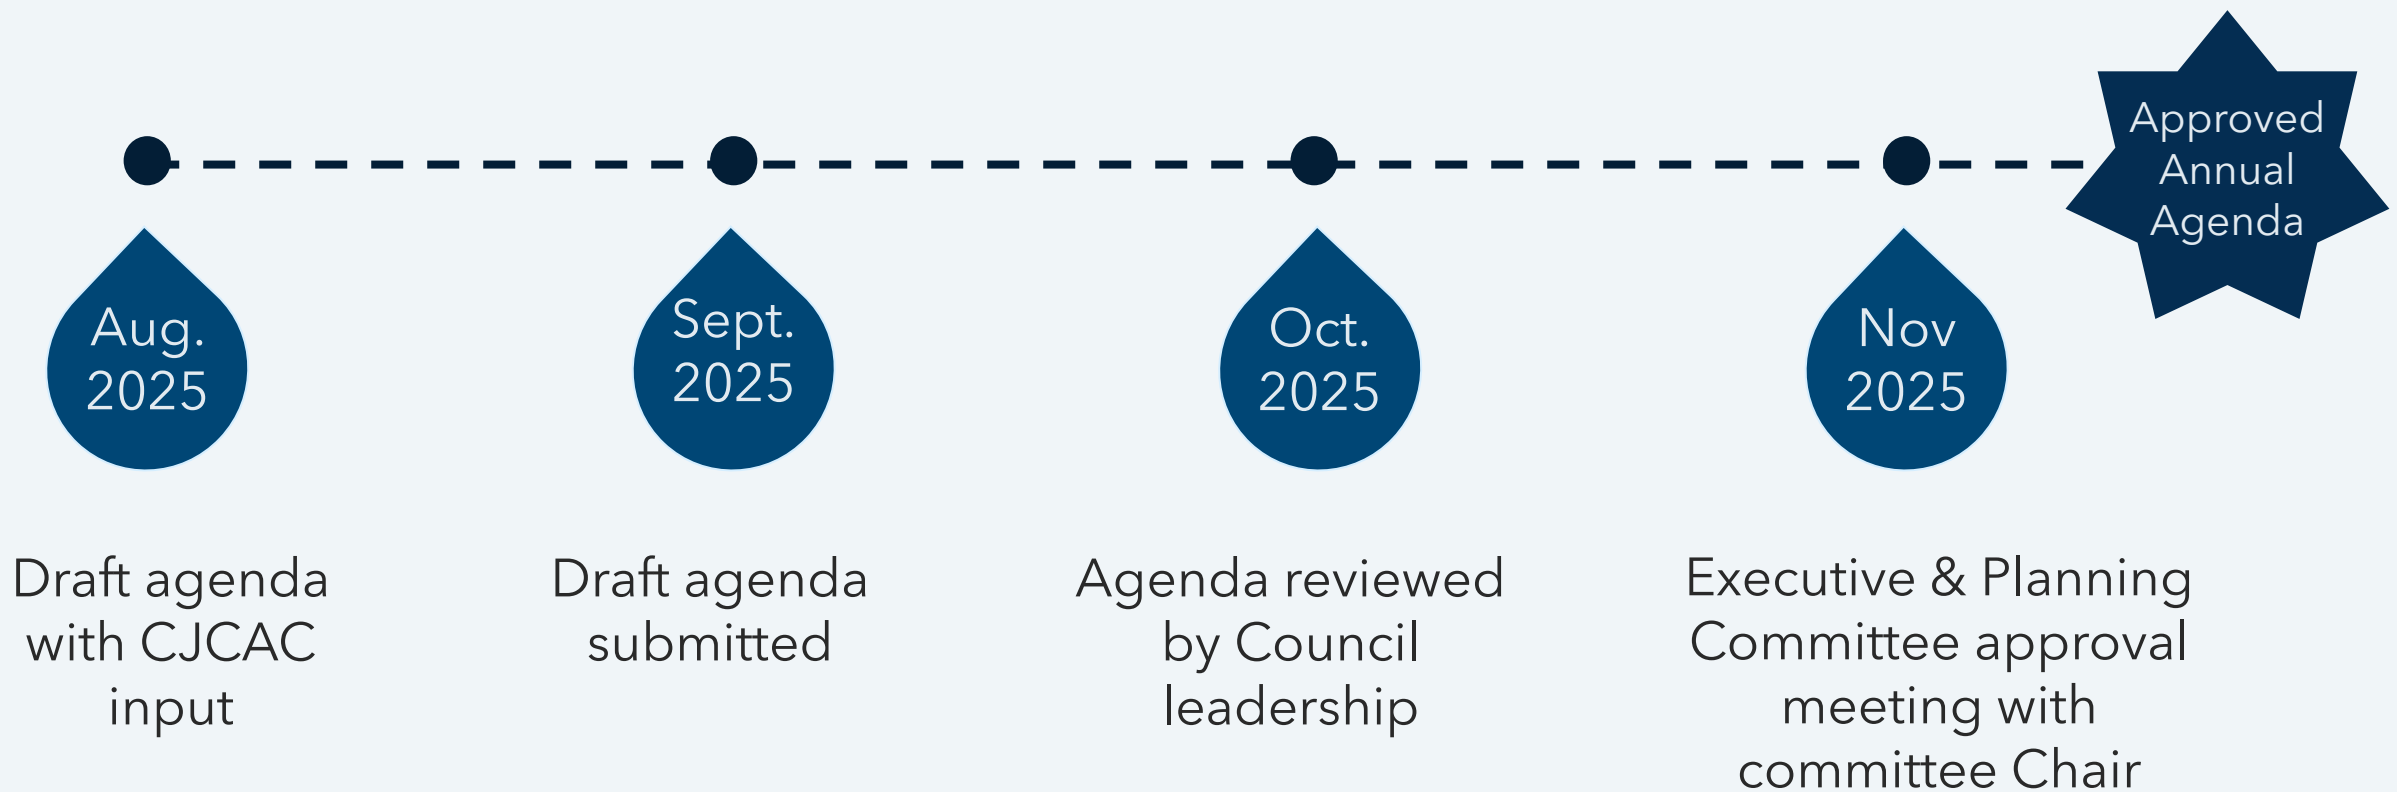 Approved
Annual
Agenda
Aug.
2025
Sept.
2025
Oct.
2025
Nov
2025
Draft agenda
with CJCAC
input
Draft agenda
submitted
Agenda reviewed
by Council
leadership
Executive & Planning
Committee approval
meeting with
committee Chair